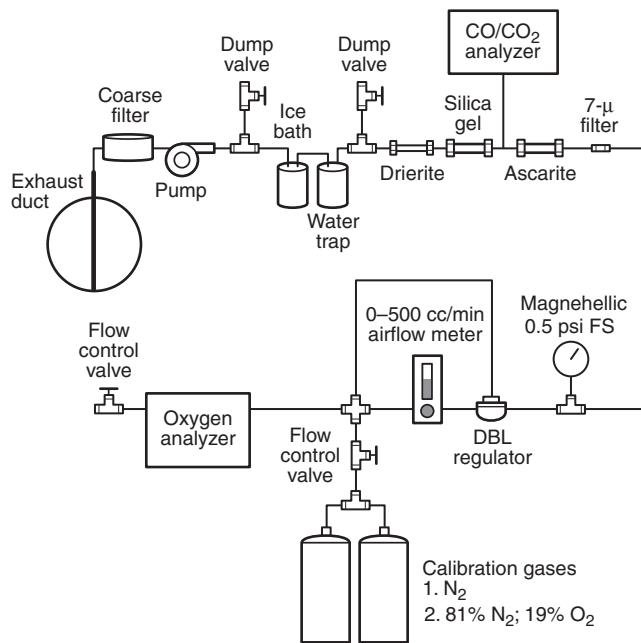 CO/CO2
analyzer
Dump
valve
Dump
valve
Coarse
filter
Ice
bath
Silica
gel
7-μ
filter
Exhaust
duct
Pump
Drierite
Ascarite
Water
trap
Flow
control
valve
0–500 cc/min
airflow meter
Magnehellic
0.5 psi FS
Oxygen
analyzer
Flow
control
valve
DBL
regulator
Calibration gases
1. N2
2. 81% N2; 19% O2